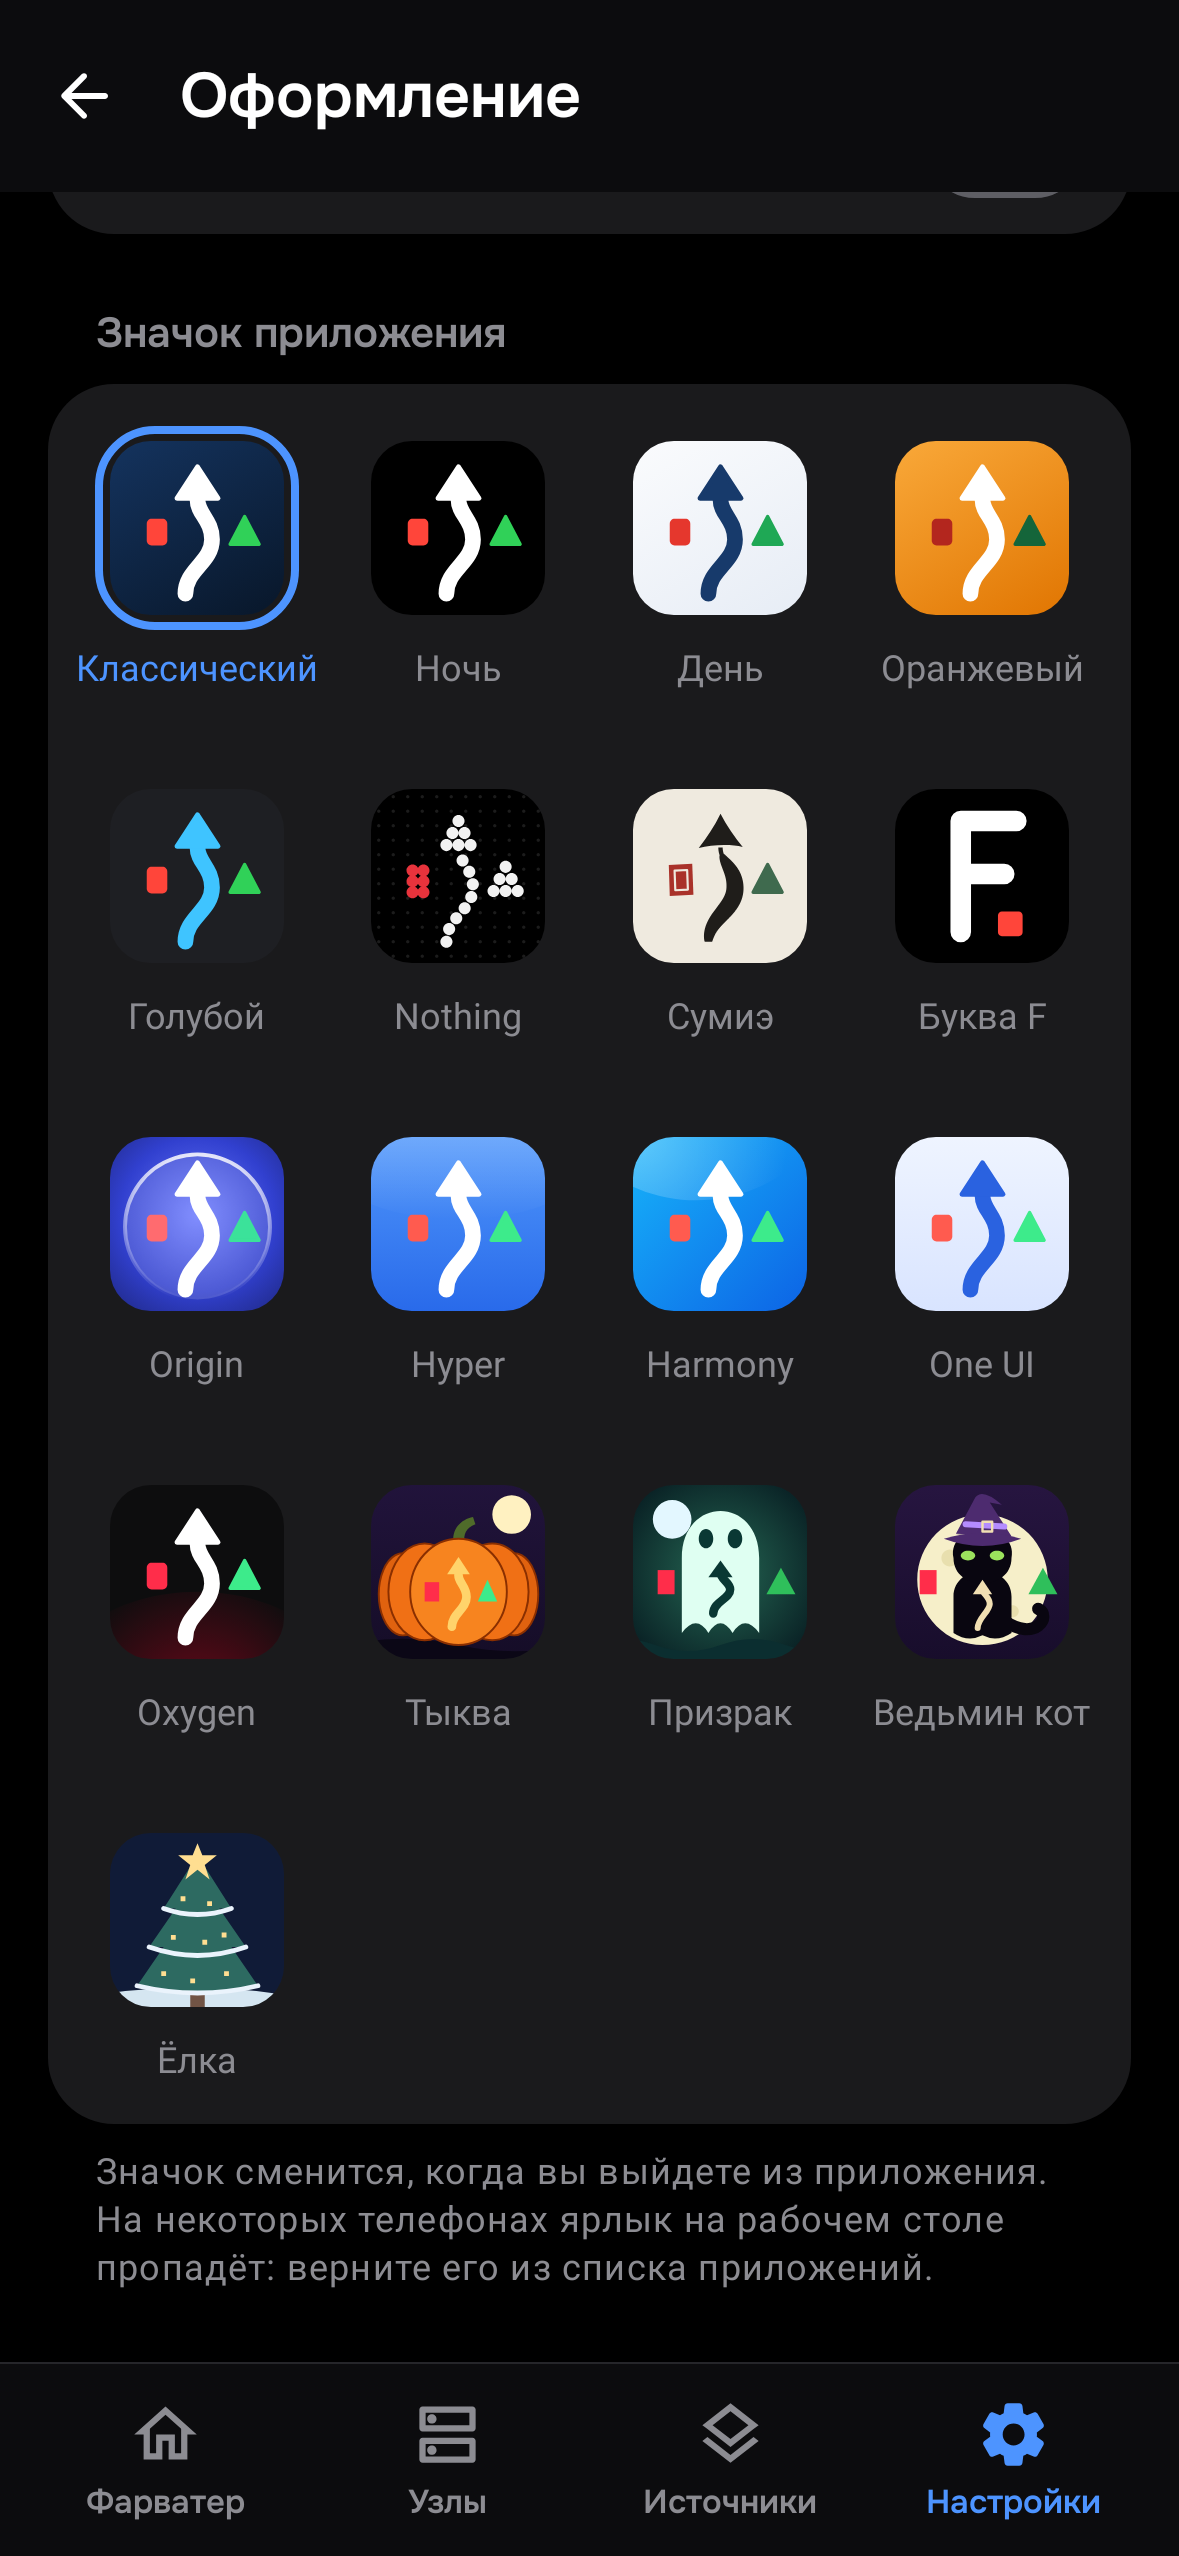 Оформление
Значок приложения
Классический
Ночь
День
Оранжевый
Голубой
Nothing
Сумиэ
Буква F
Origin
Hyper
Harmony
One UI
Oxygen
Тыква
Призрак
Ведьмин кот
Ёлка
Значок сменится, когда вы выйдете из приложения.
На некоторых телефонах ярлык на рабочем столе
пропадёт: верните его из списка приложений.
Фарватер
Узлы
Источники
Настройки